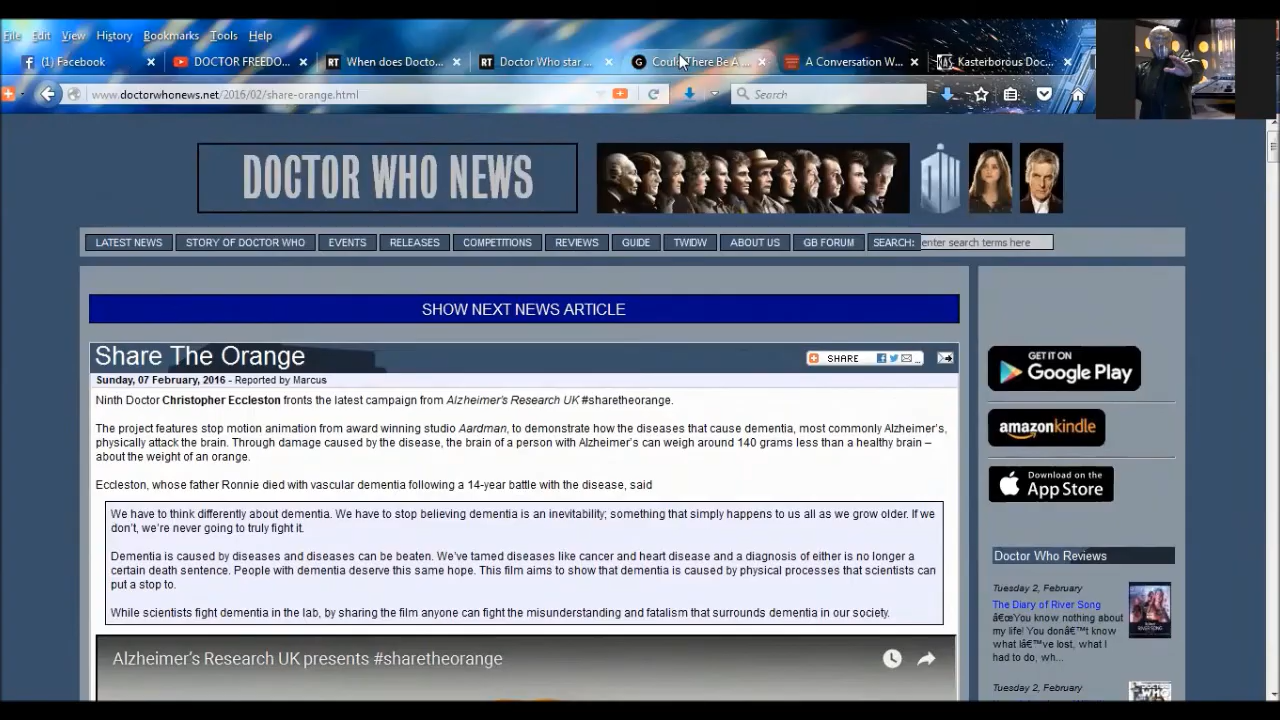 File Edit View History Bookmarks Tools Help
(1) Facebook
DOCTOR FREEDO...
When does Docto...
Doctor Who star ...
Could There Be A ...
A Conversation W...
Kasterborous Doc...
www.doctorwhonews.net/2016/02/share-orange.html
Search
DOCTOR WHO NEWS
LATEST NEWS STORY OF DOCTOR WHO EVENTS RELEASES COMPETITIONS REVIEWS GUIDE TWIDW ABOUT US GB FORUM SEARCH: enter search terms here
SHOW NEXT NEWS ARTICLE
Share The Orange
SHARE
Sunday, 07 February, 2016 - Reported by Marcus
Ninth Doctor Christopher Eccleston fronts the latest campaign from Alzheimer's Research UK #sharetheorange.
The project features stop motion animation from award winning studio Aardman, to demonstrate how the diseases that cause dementia, most commonly Alzheimer's,
physically attack the brain. Through damage caused by the disease, the brain of a person with Alzheimer's can weigh around 140 grams less than a healthy brain –
about the weight of an orange.
Eccleston, whose father Ronnie died with vascular dementia following a 14-year battle with the disease, said
We have to think differently about dementia. We have to stop believing dementia is an inevitability; something that simply happens to us all as we grow older. If we
don't, we're never going to truly fight it.
Dementia is caused by diseases and diseases can be beaten. We've tamed diseases like cancer and heart disease and a diagnosis of either is no longer a
certain death sentence. People with dementia deserve this same hope. This film aims to show that dementia is caused by physical processes that scientists can
put a stop to.
While scientists fight dementia in the lab, by sharing the film anyone can fight the misunderstanding and fatalism that surrounds dementia in our society.
Alzheimer's Research UK presents #sharetheorange
GET IT ON
Google Play
amazonkindle
Download on the
App Store
Doctor Who Reviews
Tuesday 2, February
The Diary of River Song
â€œYou know nothing about
my life! You donâ€™t know
what Iâ€™ve lost, what I
had to do, wh...
Tuesday 2, February